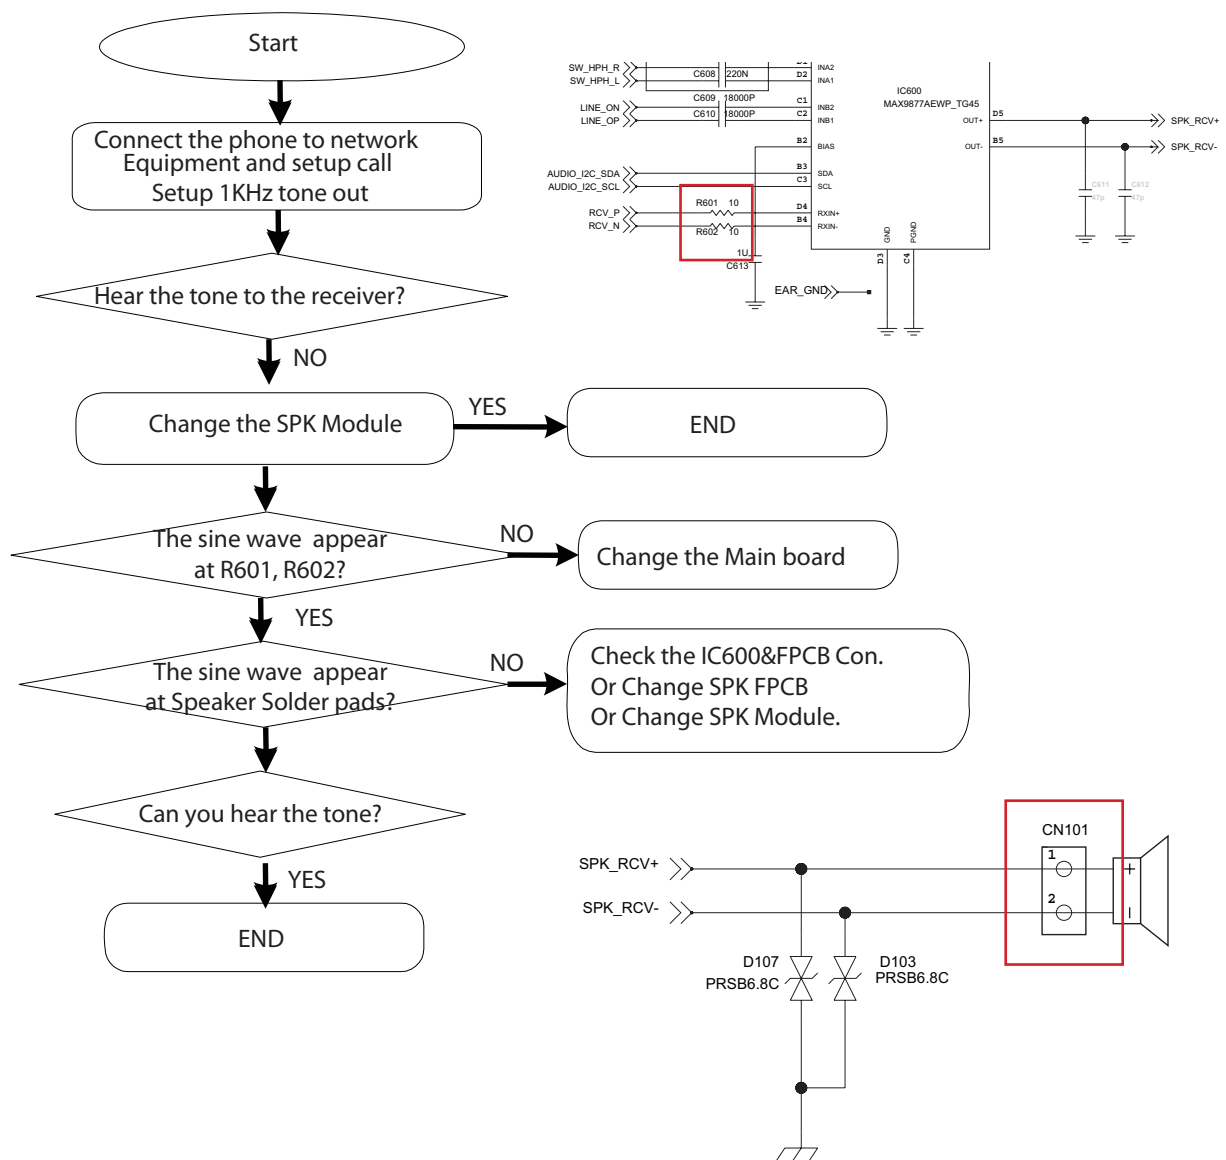 Start
Connect the phone to network
Equipment and setup call
Setup 1KHz tone out
Hear the tone to the receiver?
NO
Change the SPK Module
YES
END
The sine wave appear
at R601, R602?
NO
Change the Main board
YES
The sine wave appear
at Speaker Solder pads?
NO
Check the IC600&FPCB Con.
Or Change SPK FPCB
Or Change SPK Module.
Can you hear the tone?
YES
END
SW_HPH_R
SW_HPH_L
C608 220N
D2
INA2
INA1
LINE_ON
LINE_OP
C609 18000P
C610 18000P
C1
C2
INB2
INB1
B2
BIAS
AUDIO_I2C_SDA
AUDIO_I2C_SCL
B3
C3
SDA
SCL
RCV_P
RCV_N
R601 10
R602 10
D4
B4
RXIN+
RXIN-
1U
C613
EAR_GND
IC600
MAX9877AEWP_TG45
OUT+
OUT-
D5
B5
SPK_RCV+
SPK_RCV-
C611
47p
C612
47p
GND
PGND
D3
C4
SPK_RCV+
SPK_RCV-
CN101
1
2
+
-
D107
PRSB6.8C
D103
PRSB6.8C